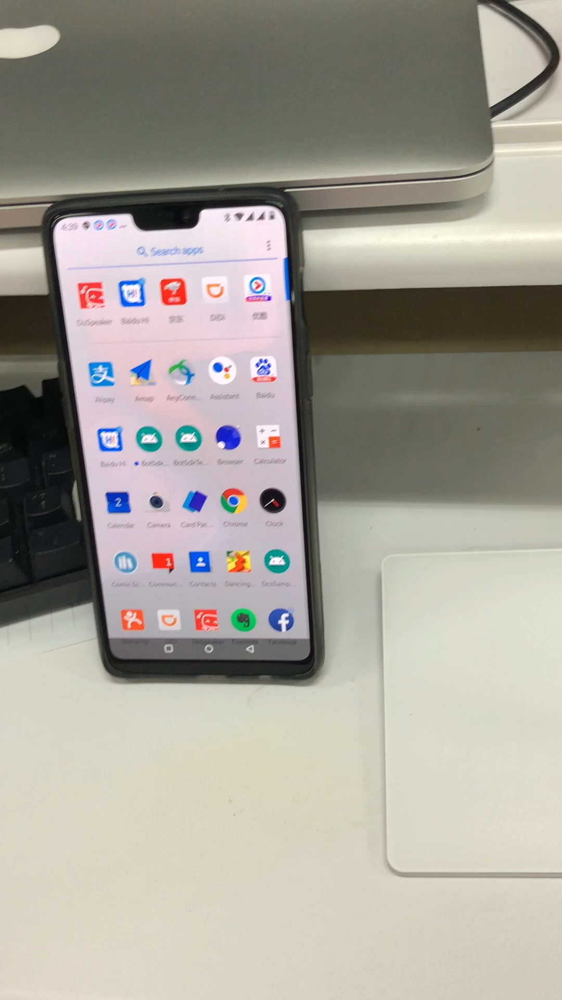 4:39
Search apps
DuSpeaker Baidu Hi 京东 DiDi 优酷
Alipay Amap AnyConn... Assistant Baidu
Baidu Hi BotSdk... BotSdkTe... Browser Calculator
2
Calendar Camera Card Pac... Chrome Clock
1
Comic Sc... Commun... Contacts Dancing... DcsSamp...
DiDi DuSpeaker Evernote Facebook